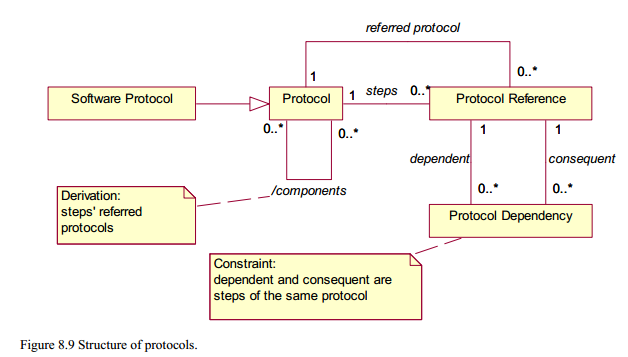 referred protocol
1
0..*
Software Protocol
Protocol
1
steps
0..*
Protocol Reference
0..*
0..*
1
1
dependent
consequent
/components
0..*
0..*
Derivation:
steps' referred
protocols
Protocol Dependency
Constraint:
dependent and consequent are
steps of the same protocol
Figure 8.9 Structure of protocols.